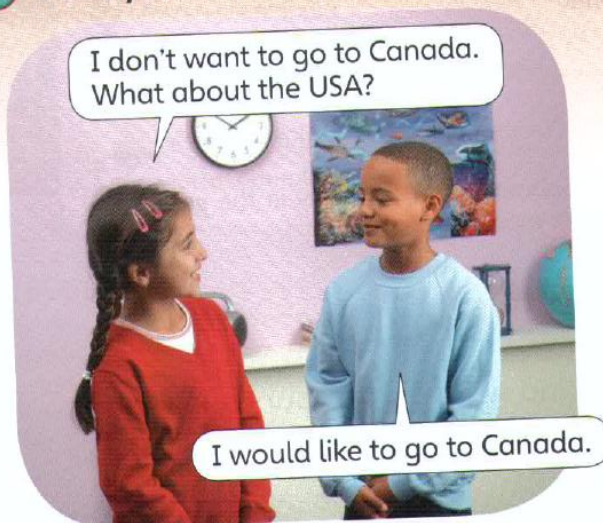 I don't want to go to Canada.
What about the USA?
I would like to go to Canada.